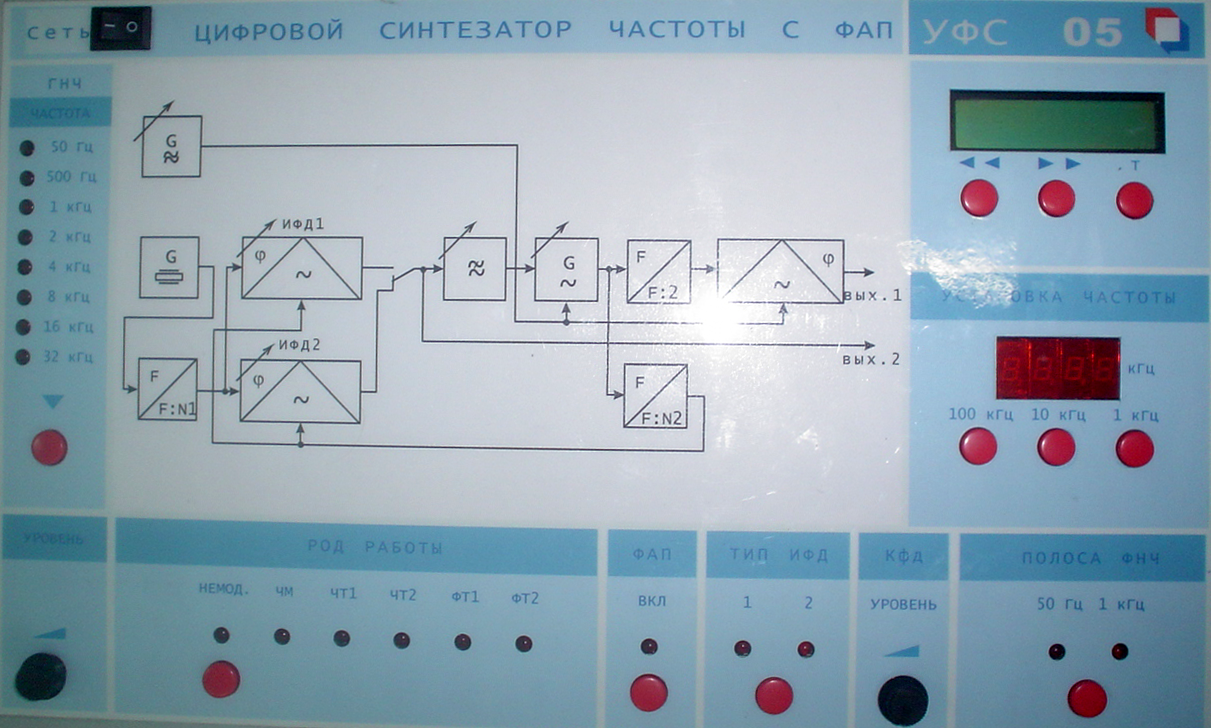 Сеть
ЦИФРОВОЙ СИНТЕЗАТОР ЧАСТОТЫ С ФАП
УФС 05
ГНЧ
ЧАСТОТА
50 Гц
500 Гц
1 кГц
2 кГц
4 кГц
8 кГц
16 кГц
32 кГц
G
≈
ИФД1
G
φ
~
≈
G
~
F
F:2
~
φ
вых.1
вых.2
ИФД2
F
F:N1
φ
~
F
F:N2
. Т
УСТАНОВКА ЧАСТОТЫ
кГц
100 кГц 10 кГц 1 кГц
УРОВЕНЬ
РОД РАБОТЫ
НЕМОД. ЧМ ЧТ1 ЧТ2 ФТ1 ФТ2
ФАП
ВКЛ
ТИП ИФД
1 2
Кфд
УРОВЕНЬ
ПОЛОСА ФНЧ
50 Гц 1 кГц